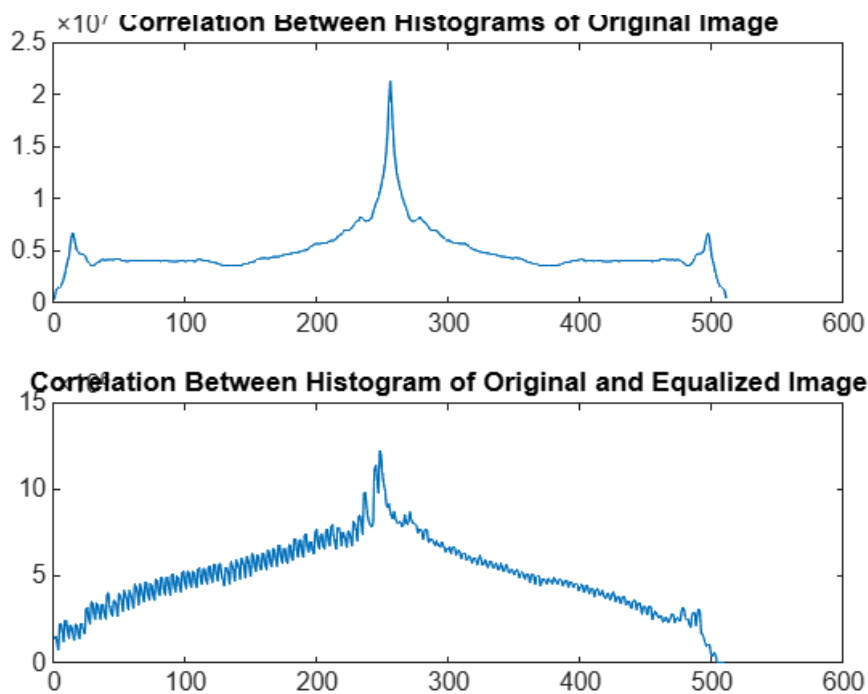 ×10⁷ Correlation Between Histograms of Original Image
2.5
2
1.5
1
0.5
0
0 100 200 300 400 500 600
Correlation Between Histogram of Original and Equalized Image
15
10
5
0
0 100 200 300 400 500 600